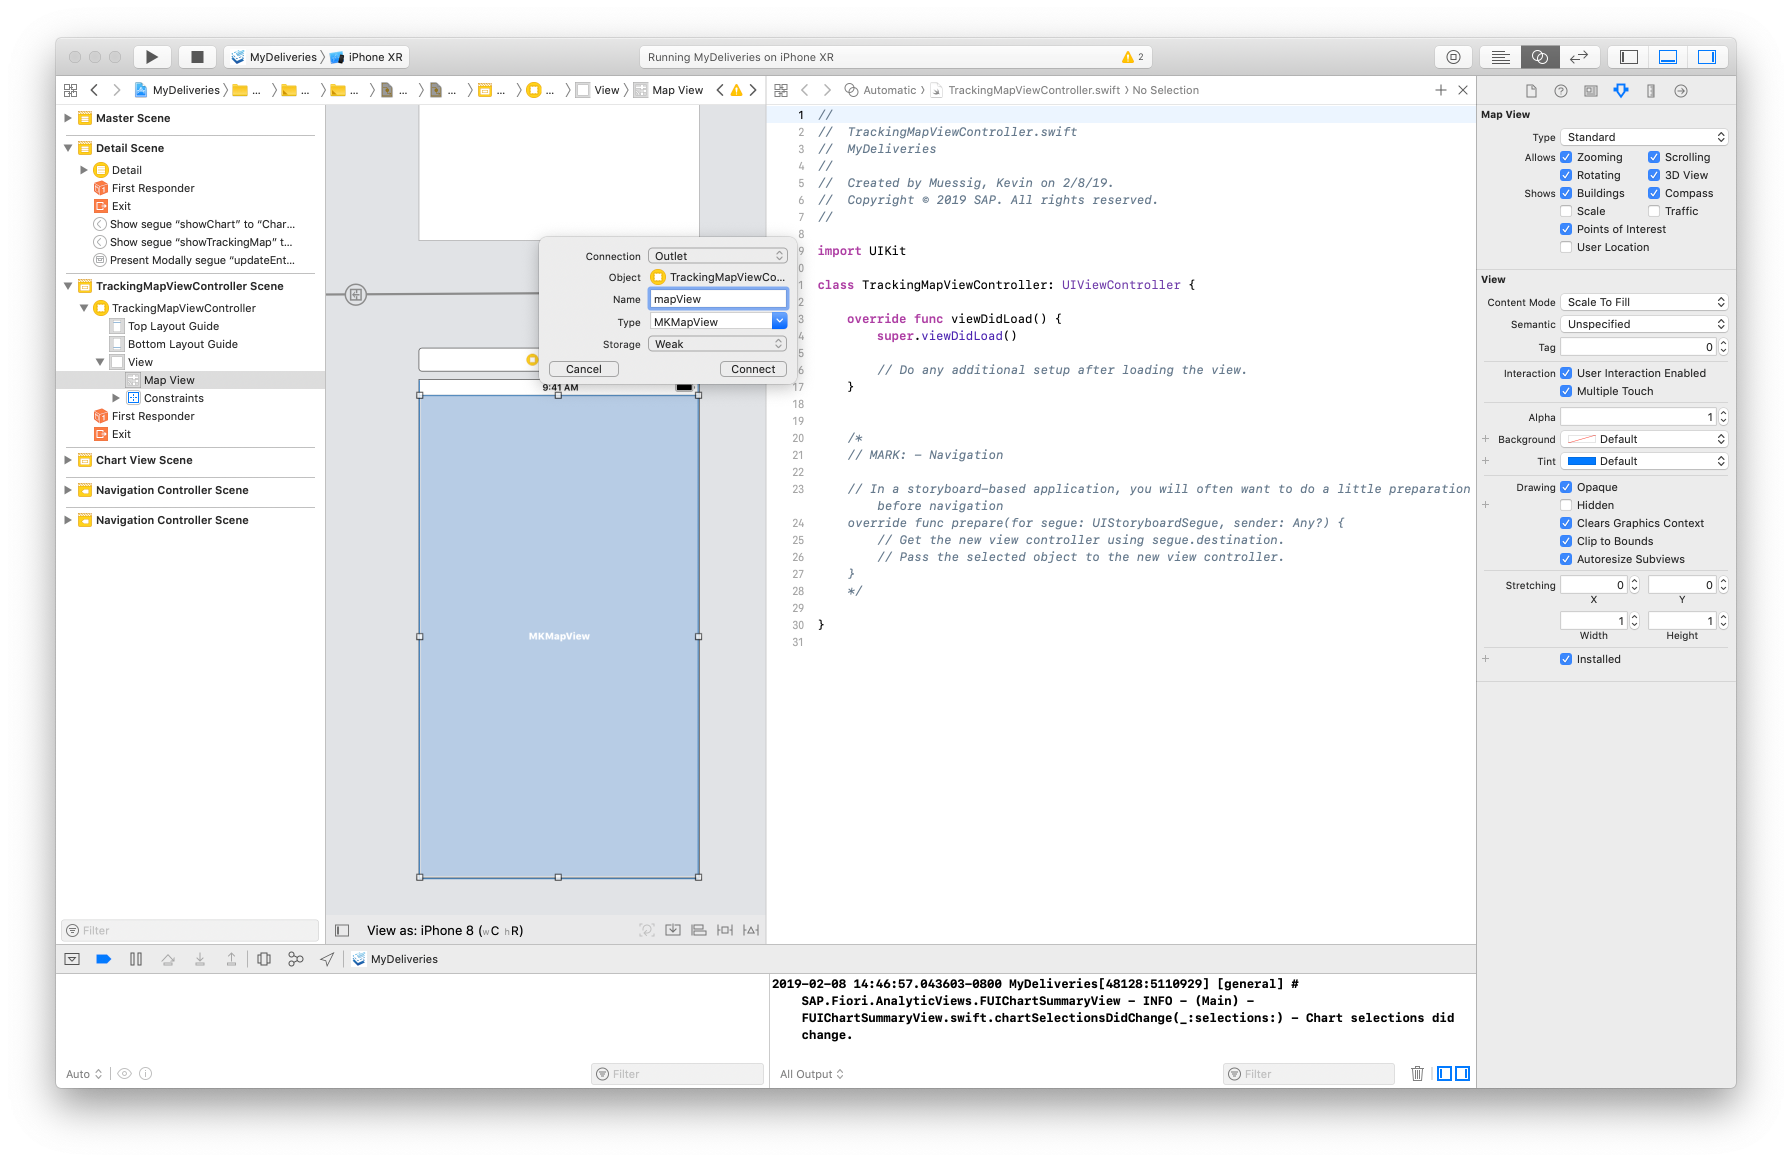 MyDeliveries
iPhone XR
Running MyDeliveries on iPhone XR
2
MyDeliveries
...
...
...
...
...
...
...
View
Map View
Automatic
TrackingMapViewController.swift
No Selection
Master Scene
Detail Scene
Detail
First Responder
Exit
Show segue “showChart” to “Char...
Show segue “showTrackingMap” t...
Present Modally segue “updateEnt...
TrackingMapViewController Scene
TrackingMapViewController
Top Layout Guide
Bottom Layout Guide
View
Map View
Constraints
First Responder
Exit
Chart View Scene
Navigation Controller Scene
Navigation Controller Scene
Filter
Connection Outlet
Object TrackingMapViewCo...
Name mapView
Type MKMapView
Storage Weak
Cancel Connect
9:41 AM
MKMapView
View as: iPhone 8 (wC hR)
1 //
2 // TrackingMapViewController.swift
3 // MyDeliveries
4 //
5 // Created by Muessig, Kevin on 2/8/19.
6 // Copyright © 2019 SAP. All rights reserved.
7 //
8
9 import UIKit
0
1 class TrackingMapViewController: UIViewController {
2
3 override func viewDidLoad() {
4 super.viewDidLoad()
5
6 // Do any additional setup after loading the view.
17 }
18
19
20 /*
21 // MARK: - Navigation
22
23 // In a storyboard-based application, you will often want to do a little preparation
before navigation
24 override func prepare(for segue: UIStoryboardSegue, sender: Any?) {
25 // Get the new view controller using segue.destination.
26 // Pass the selected object to the new view controller.
27 }
28 */
29
30 }
31
Map View
Type Standard
Allows Zooming Scrolling
Rotating 3D View
Shows Buildings Compass
Scale Traffic
Points of Interest
User Location
View
Content Mode Scale To Fill
Semantic Unspecified
Tag 0
Interaction User Interaction Enabled
Multiple Touch
Alpha 1
+ Background Default
+ Tint Default
Drawing Opaque
+ Hidden
Clears Graphics Context
Clip to Bounds
Autoresize Subviews
Stretching 0 0
X Y
1 1
Width Height
+ Installed
MyDeliveries
2019-02-08 14:46:57.043603-0800 MyDeliveries[48128:5110929] [general] #
SAP.Fiori.AnalyticViews.FUIChartSummaryView - INFO - (Main) -
FUIChartSummaryView.swift.chartSelectionsDidChange(_:selections:) - Chart selections did
change.
Auto
Filter
All Output
Filter